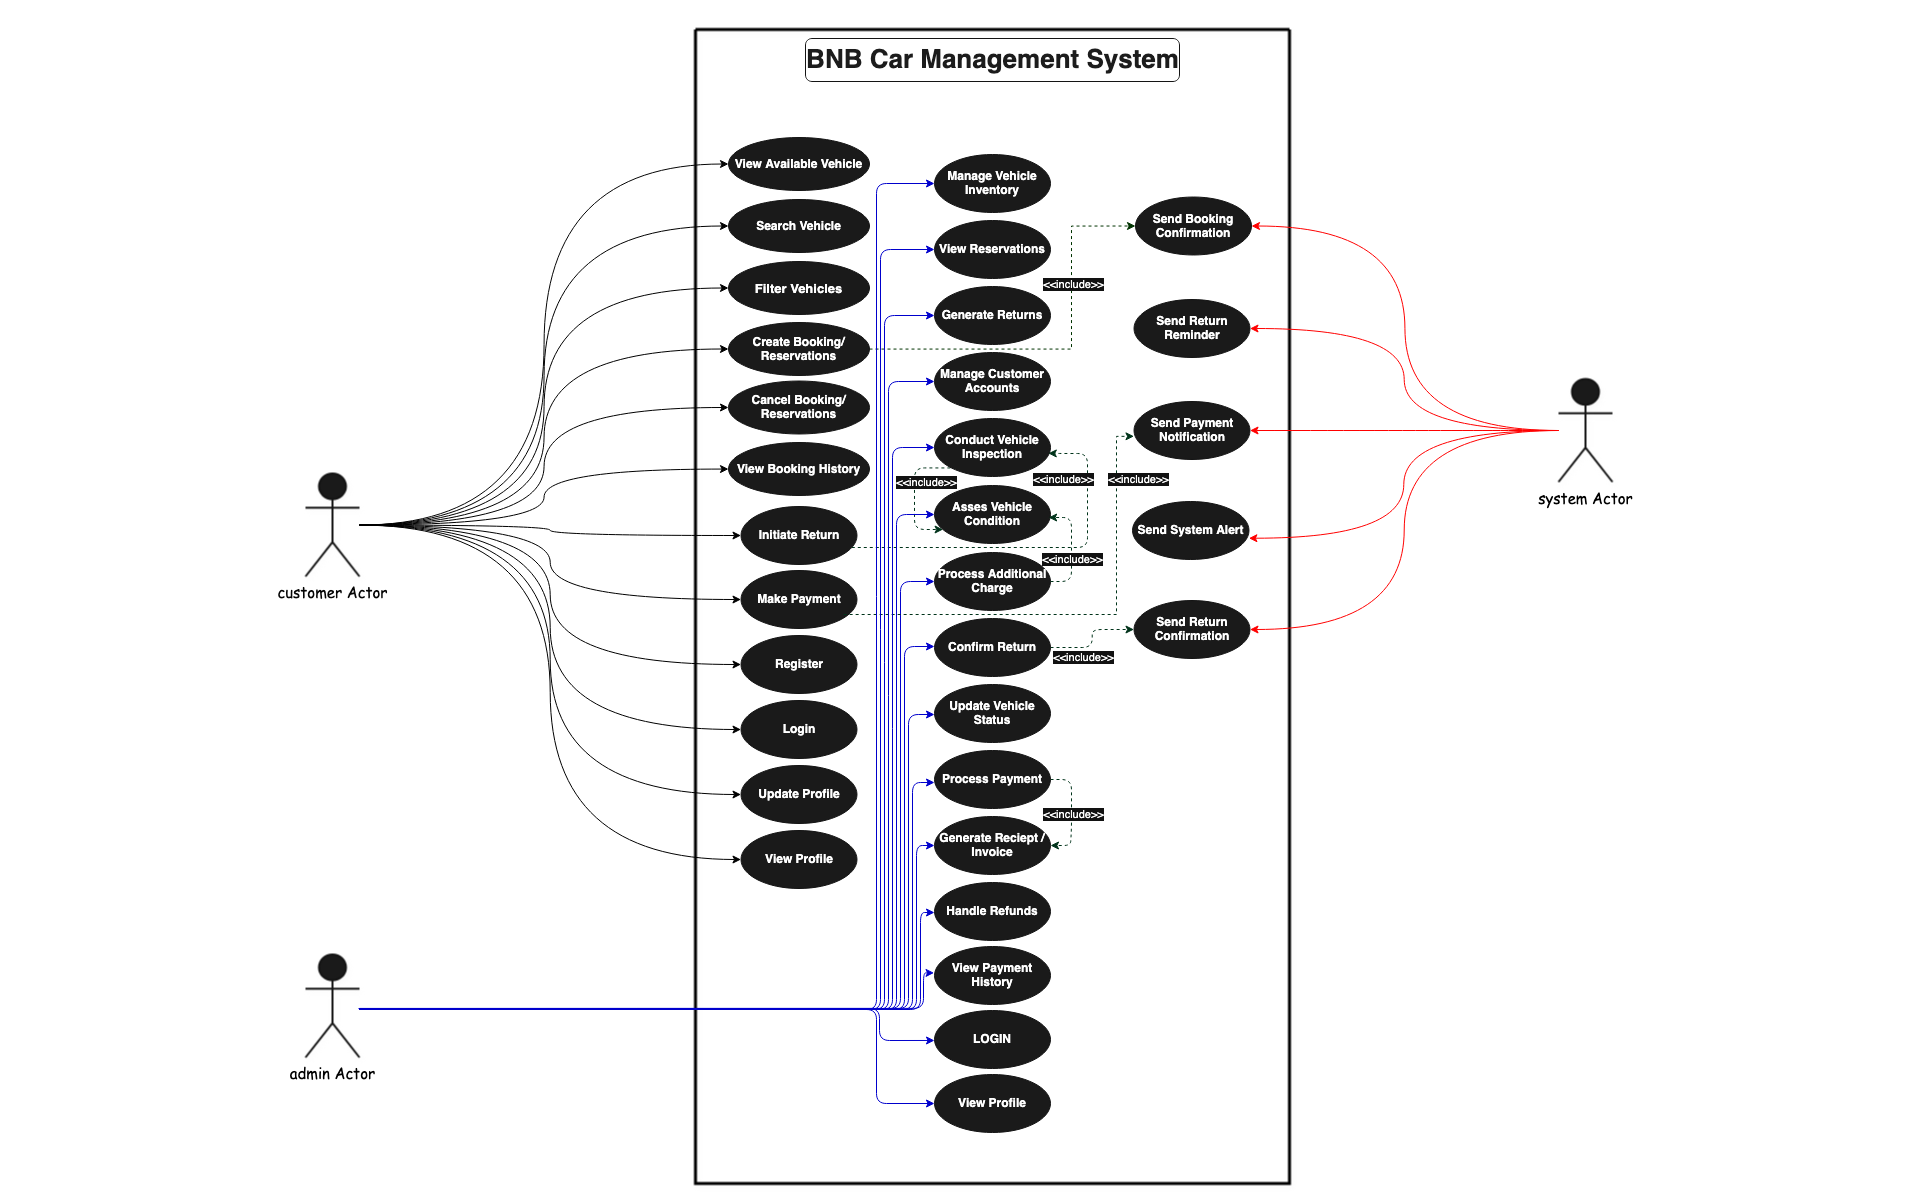 BNB Car Management System
View Available Vehicle
Search Vehicle
Filter Vehicles
Create Booking/
Reservations
Cancel Booking/
Reservations
View Booking History
Initiate Return
Make Payment
Register
Login
Update Profile
View Profile
Manage Vehicle
Inventory
View Reservations
Generate Returns
Manage Customer
Accounts
Conduct Vehicle
Inspection
Asses Vehicle
Condition
Process Additional
Charge
Confirm Return
Update Vehicle
Status
Process Payment
Generate Reciept /
Invoice
Handle Refunds
View Payment
History
LOGIN
View Profile
<<include>>
<<include>>
<<include>>
<<include>>
<<include>>
<<include>>
<<include>>
Send Booking
Confirmation
Send Return
Reminder
Send Payment
Notification
Send System Alert
Send Return
Confirmation
customer Actor
admin Actor
system Actor